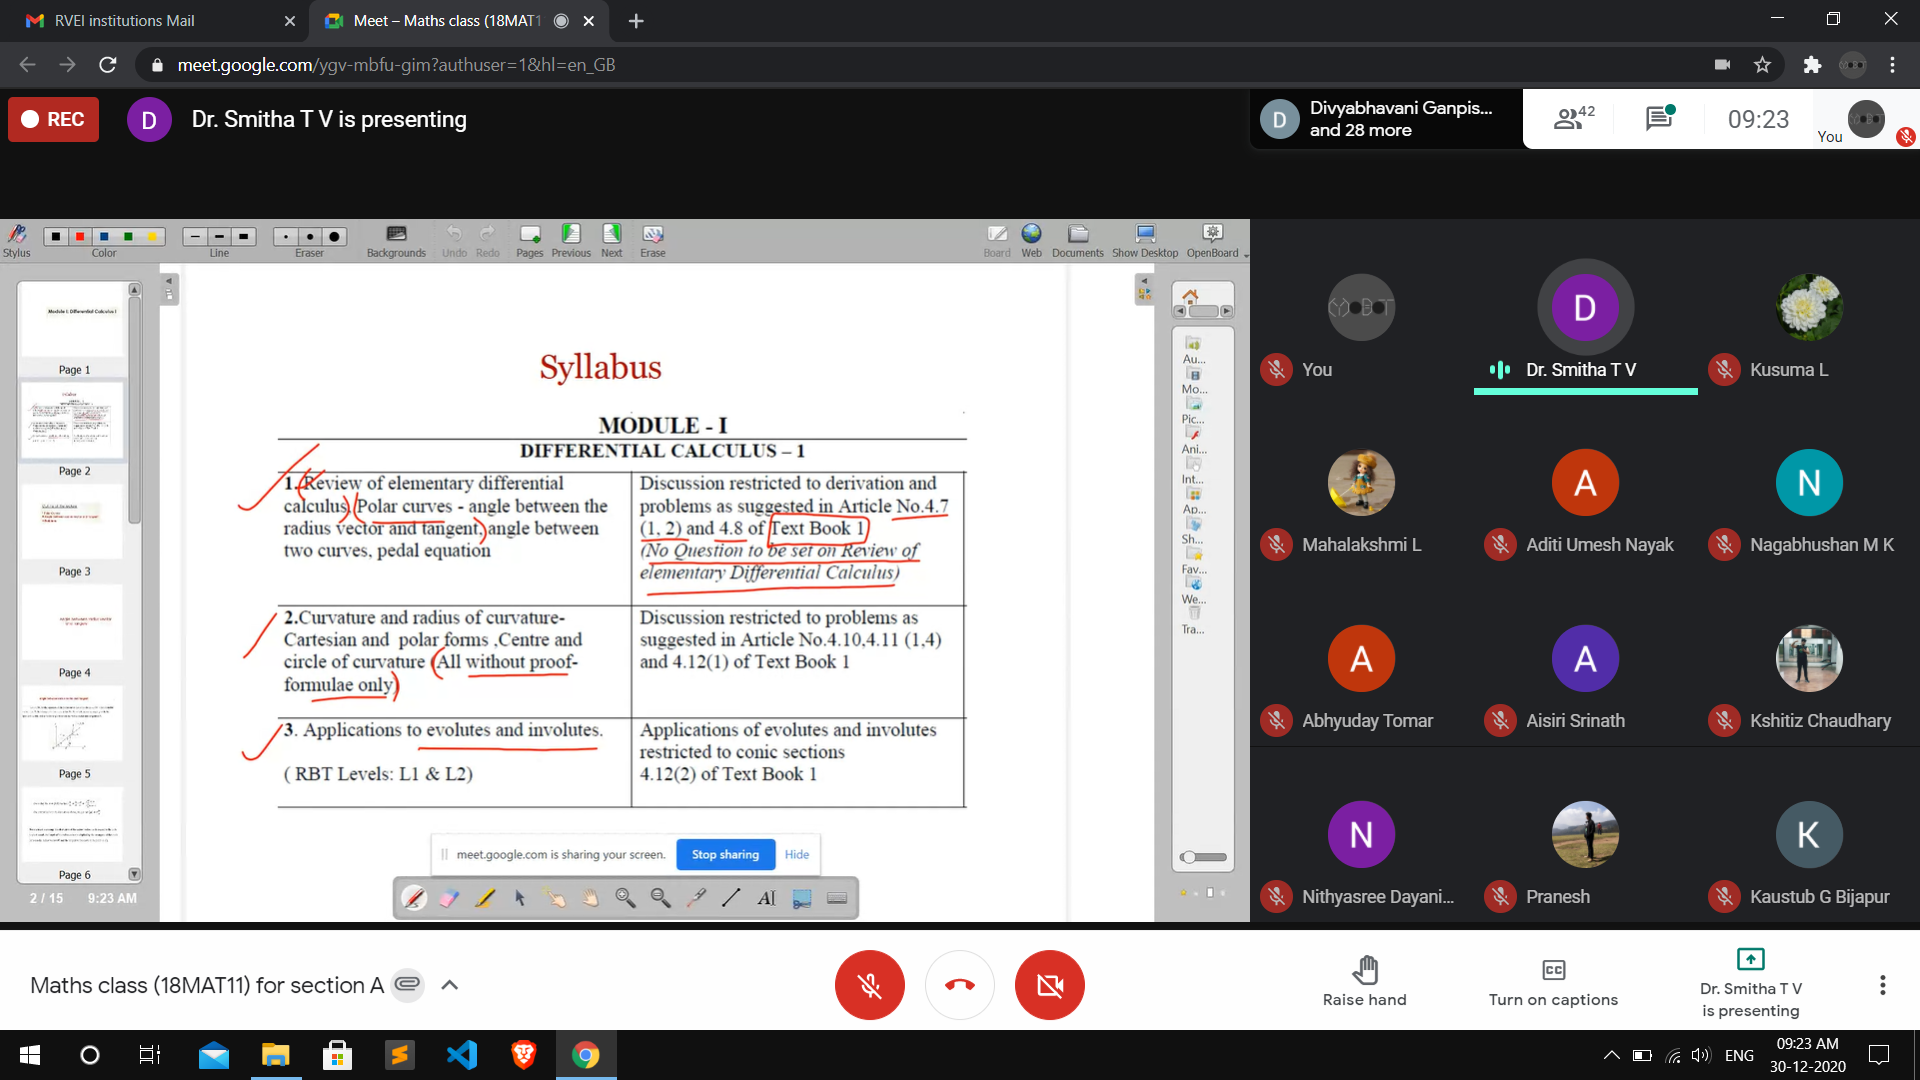 RVEI institutions Mail
Meet – Maths class (18MAT1
meet.google.com/ygv-mbfu-gim?authuser=1&hl=en_GB
REC
D
Dr. Smitha T V is presenting
D
Divyabhavani Ganpis...
and 28 more
42
09:23
You
Stylus
Color
Line
Eraser
Backgrounds
Undo
Redo
Pages
Previous
Next
Erase
Board
Web
Documents
Show Desktop
OpenBoard
Module I: Differential Calculus I
Page 1
Syllabus
Page 2
Page 3
Page 4
Page 5
Page 6
2 / 15
9:23 AM
Syllabus
MODULE - I
DIFFERENTIAL CALCULUS – 1
1. Review of elementary differential
calculus, Polar curves - angle between the
radius vector and tangent, angle between
two curves, pedal equation
Discussion restricted to derivation and
problems as suggested in Article No.4.7
(1, 2) and 4.8 of Text Book 1
(No Question to be set on Review of
elementary Differential Calculus)
2.Curvature and radius of curvature-
Cartesian and polar forms ,Centre and
circle of curvature (All without proof-
formulae only)
Discussion restricted to problems as
suggested in Article No.4.10,4.11 (1,4)
and 4.12(1) of Text Book 1
3. Applications to evolutes and involutes.
( RBT Levels: L1 & L2)
Applications of evolutes and involutes
restricted to conic sections
4.12(2) of Text Book 1
meet.google.com is sharing your screen.
Stop sharing
Hide
Au...
Mo...
Pic...
Ani...
Int...
Ap...
Sh...
Fav...
We...
Tra...
You
D
Dr. Smitha T V
Kusuma L
Mahalakshmi L
A
Aditi Umesh Nayak
N
Nagabhushan M K
A
Abhyuday Tomar
A
Aisiri Srinath
Kshitiz Chaudhary
N
Nithyasree Dayani...
Pranesh
K
Kaustub G Bijapur
Maths class (18MAT11) for section A
Raise hand
Turn on captions
Dr. Smitha T V
is presenting
ENG
09:23 AM
30-12-2020